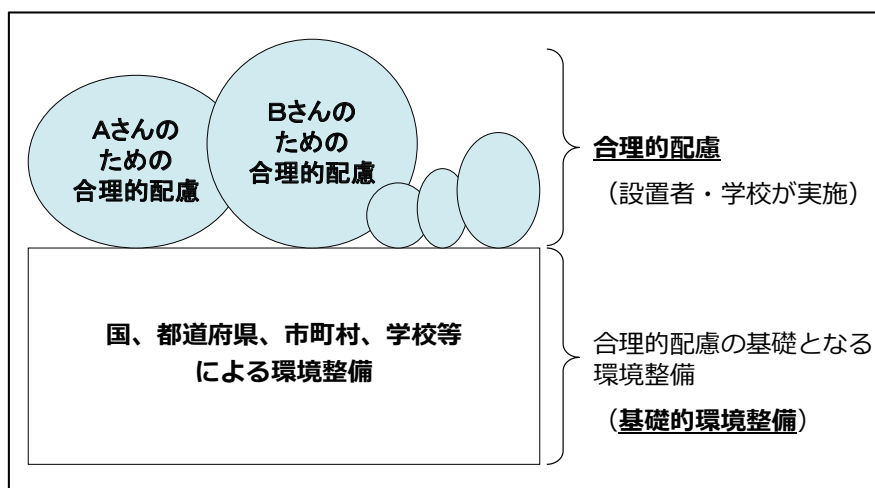 Aさんの
ための
合理的配慮
Bさんの
ための
合理的配慮
合理的配慮
（設置者・学校が実施）
国、都道府県、市町村、学校等
による環境整備
合理的配慮の基礎となる
環境整備
（基礎的環境整備）